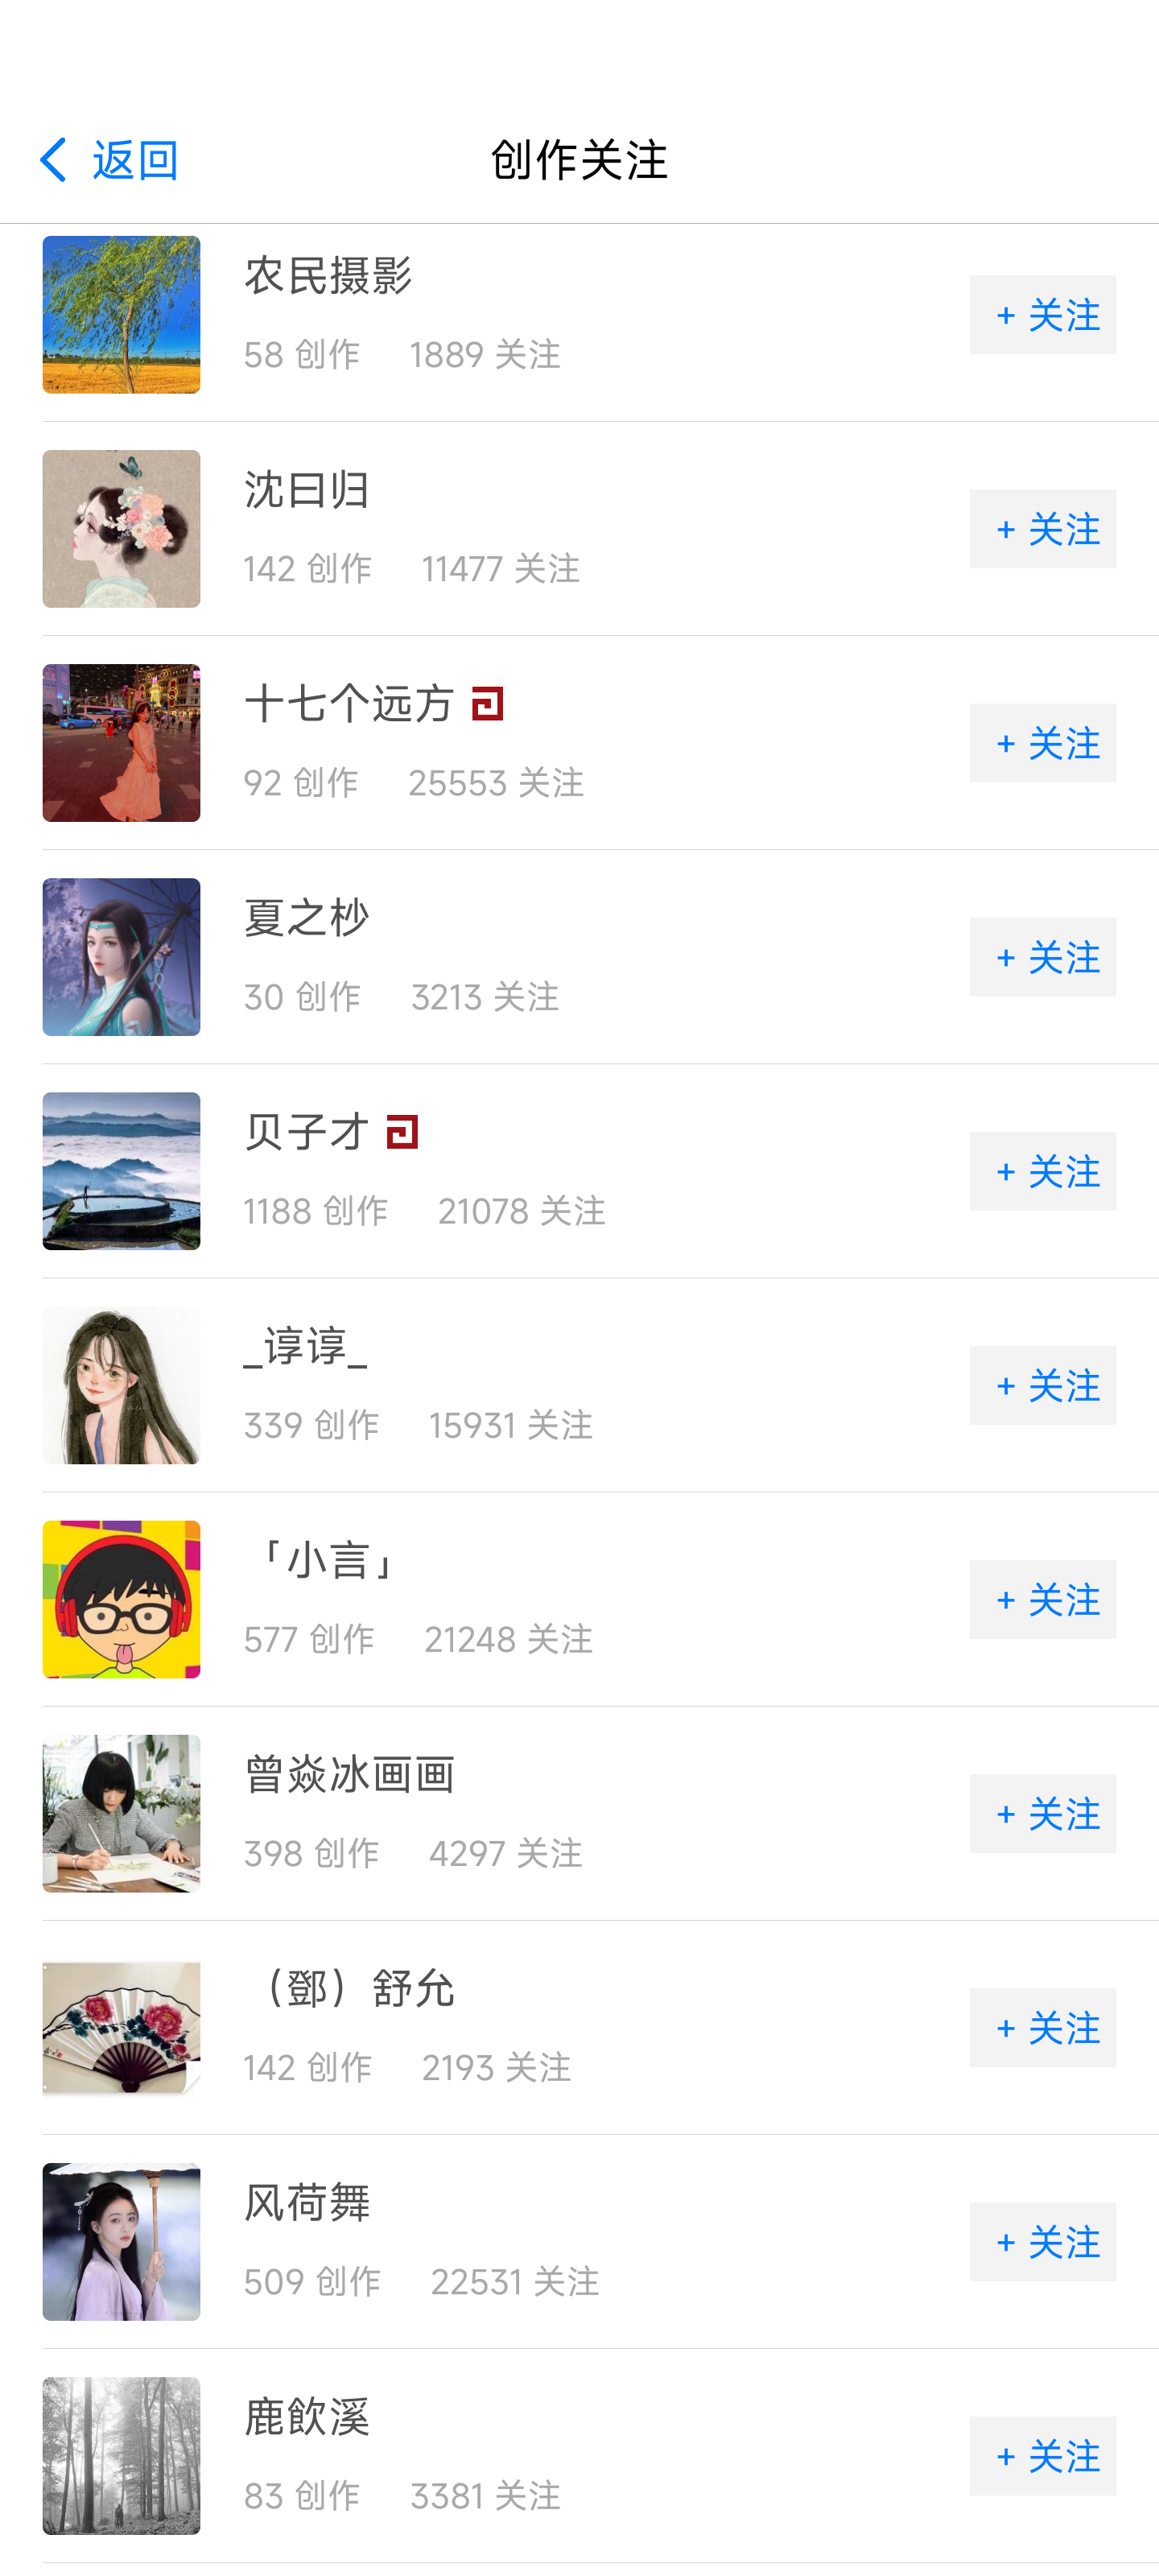 返回 创作关注
农民摄影
58 创作 1889 关注
+ 关注
沈曰归
142 创作 11477 关注
+ 关注
十七个远方
92 创作 25553 关注
+ 关注
夏之杪
30 创作 3213 关注
+ 关注
贝子才
1188 创作 21078 关注
+ 关注
_谆谆_
339 创作 15931 关注
+ 关注
「小言」
577 创作 21248 关注
+ 关注
曾焱冰画画
398 创作 4297 关注
+ 关注
（鄧）舒允
142 创作 2193 关注
+ 关注
风荷舞
509 创作 22531 关注
+ 关注
鹿飲溪
83 创作 3381 关注
+ 关注